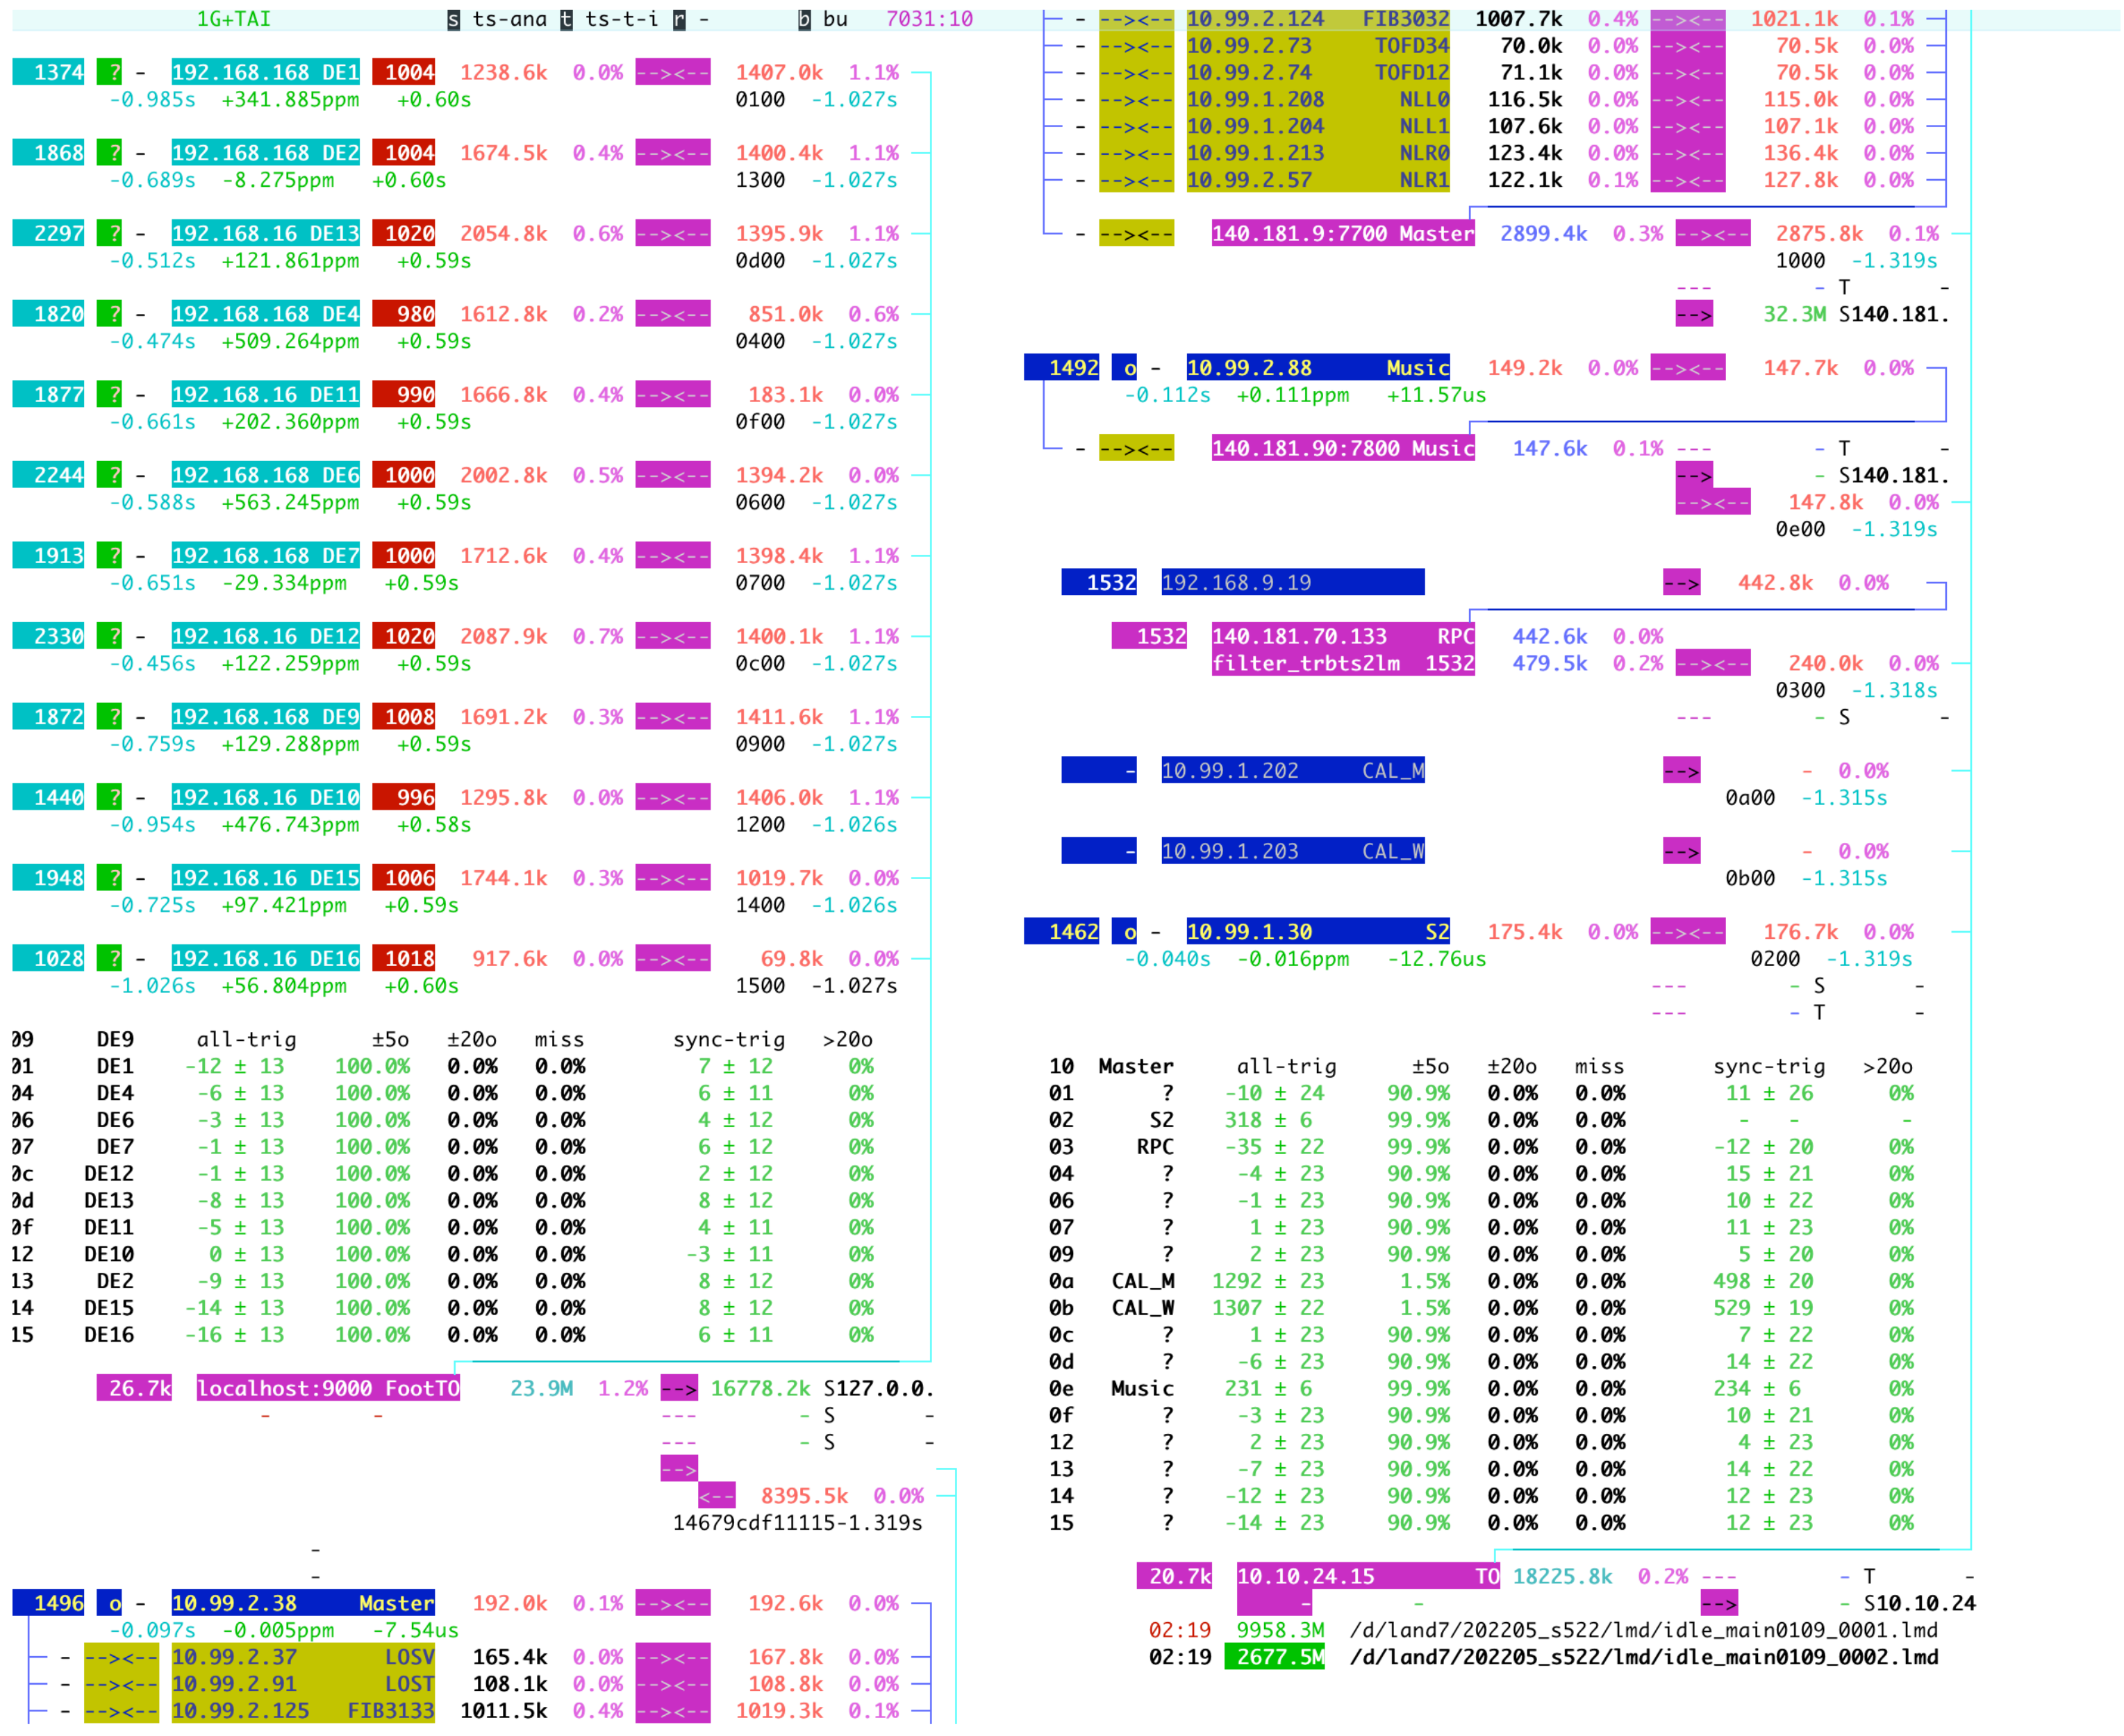 1G+TAI s ts-ana t ts-t-i r - b bu 7031:10
1374 ? - 192.168.168 DE1 1004 1238.6k 0.0% --><-- 1407.0k 1.1%
-0.985s +341.885ppm +0.60s 0100 -1.027s
1868 ? - 192.168.168 DE2 1004 1674.5k 0.4% --><-- 1400.4k 1.1%
-0.689s -8.275ppm +0.60s 1300 -1.027s
2297 ? - 192.168.16 DE13 1020 2054.8k 0.6% --><-- 1395.9k 1.1%
-0.512s +121.861ppm +0.59s 0d00 -1.027s
1820 ? - 192.168.168 DE4 980 1612.8k 0.2% --><-- 851.0k 0.6%
-0.474s +509.264ppm +0.59s 0400 -1.027s
1877 ? - 192.168.16 DE11 990 1666.8k 0.4% --><-- 183.1k 0.0%
-0.661s +202.360ppm +0.59s 0f00 -1.027s
2244 ? - 192.168.168 DE6 1000 2002.8k 0.5% --><-- 1394.2k 0.0%
-0.588s +563.245ppm +0.59s 0600 -1.027s
1913 ? - 192.168.168 DE7 1000 1712.6k 0.4% --><-- 1398.4k 1.1%
-0.651s -29.334ppm +0.59s 0700 -1.027s
2330 ? - 192.168.16 DE12 1020 2087.9k 0.7% --><-- 1400.1k 1.1%
-0.456s +122.259ppm +0.59s 0c00 -1.027s
1872 ? - 192.168.168 DE9 1008 1691.2k 0.3% --><-- 1411.6k 1.1%
-0.759s +129.288ppm +0.59s 0900 -1.027s
1440 ? - 192.168.16 DE10 996 1295.8k 0.0% --><-- 1406.0k 1.1%
-0.954s +476.743ppm +0.58s 1200 -1.026s
1948 ? - 192.168.16 DE15 1006 1744.1k 0.3% --><-- 1019.7k 0.0%
-0.725s +97.421ppm +0.59s 1400 -1.026s
1028 ? - 192.168.16 DE16 1018 917.6k 0.0% --><-- 69.8k 0.0%
-1.026s +56.804ppm +0.60s 1500 -1.027s
09 DE9 all-trig ±5σ ±20σ miss sync-trig >20σ
01 DE1 -12 ± 13 100.0% 0.0% 0.0% 7 ± 12 0%
04 DE4 -6 ± 13 100.0% 0.0% 0.0% 6 ± 11 0%
06 DE6 -3 ± 13 100.0% 0.0% 0.0% 4 ± 12 0%
07 DE7 -1 ± 13 100.0% 0.0% 0.0% 6 ± 12 0%
0c DE12 -1 ± 13 100.0% 0.0% 0.0% 2 ± 12 0%
0d DE13 -8 ± 13 100.0% 0.0% 0.0% 8 ± 12 0%
0f DE11 -5 ± 13 100.0% 0.0% 0.0% 4 ± 11 0%
12 DE10 0 ± 13 100.0% 0.0% 0.0% -3 ± 11 0%
13 DE2 -9 ± 13 100.0% 0.0% 0.0% 8 ± 12 0%
14 DE15 -14 ± 13 100.0% 0.0% 0.0% 8 ± 12 0%
15 DE16 -16 ± 13 100.0% 0.0% 0.0% 6 ± 11 0%
26.7k localhost:9000 FootTO 23.9M 1.2% --> 16778.2k S127.0.0.
- - --- - S -
--- - S -
-->
<-- 8395.5k 0.0%
14679cdf11115-1.319s
-
-
1496 o - 10.99.2.38 Master 192.0k 0.1% --><-- 192.6k 0.0%
-0.097s -0.005ppm -7.54us
- --><-- 10.99.2.37 LOSV 165.4k 0.0% --><-- 167.8k 0.0%
- --><-- 10.99.2.91 LOST 108.1k 0.0% --><-- 108.8k 0.0%
- --><-- 10.99.2.125 FIB3133 1011.5k 0.4% --><-- 1019.3k 0.1%
- --><-- 10.99.2.124 FIB3032 1007.7k 0.4% --><-- 1021.1k 0.1%
- --><-- 10.99.2.73 TOFD34 70.0k 0.0% --><-- 70.5k 0.0%
- --><-- 10.99.2.74 TOFD12 71.1k 0.0% --><-- 70.5k 0.0%
- --><-- 10.99.1.208 NLL0 116.5k 0.0% --><-- 115.0k 0.0%
- --><-- 10.99.1.204 NLL1 107.6k 0.0% --><-- 107.1k 0.0%
- --><-- 10.99.1.213 NLR0 123.4k 0.0% --><-- 136.4k 0.0%
- --><-- 10.99.2.57 NLR1 122.1k 0.1% --><-- 127.8k 0.0%
- --><-- 140.181.9:7700 Master 2899.4k 0.3% --><-- 2875.8k 0.1%
1000 -1.319s
--- - T -
--> 32.3M S140.181.
1492 o - 10.99.2.88 Music 149.2k 0.0% --><-- 147.7k 0.0%
-0.112s +0.111ppm +11.57us
- --><-- 140.181.90:7800 Music 147.6k 0.1% --- - T -
--> - S140.181.
--><-- 147.8k 0.0%
0e00 -1.319s
1532 192.168.9.19 --> 442.8k 0.0%
1532 140.181.70.133 RPC 442.6k 0.0%
filter_trbts2lm 1532 479.5k 0.2% --><-- 240.0k 0.0%
0300 -1.318s
--- - S -
- 10.99.1.202 CAL_M --> - 0.0%
0a00 -1.315s
- 10.99.1.203 CAL_W --> - 0.0%
0b00 -1.315s
1462 o - 10.99.1.30 S2 175.4k 0.0% --><-- 176.7k 0.0%
-0.040s -0.016ppm -12.76us 0200 -1.319s
--- - S -
--- - T -
10 Master all-trig ±5σ ±20σ miss sync-trig >20σ
01 ? -10 ± 24 90.9% 0.0% 0.0% 11 ± 26 0%
02 S2 318 ± 6 99.9% 0.0% 0.0% - - -
03 RPC -35 ± 22 99.9% 0.0% 0.0% -12 ± 20 0%
04 ? -4 ± 23 90.9% 0.0% 0.0% 15 ± 21 0%
06 ? -1 ± 23 90.9% 0.0% 0.0% 10 ± 22 0%
07 ? 1 ± 23 90.9% 0.0% 0.0% 11 ± 23 0%
09 ? 2 ± 23 90.9% 0.0% 0.0% 5 ± 20 0%
0a CAL_M 1292 ± 23 1.5% 0.0% 0.0% 498 ± 20 0%
0b CAL_W 1307 ± 22 1.5% 0.0% 0.0% 529 ± 19 0%
0c ? 1 ± 23 90.9% 0.0% 0.0% 7 ± 22 0%
0d ? -6 ± 23 90.9% 0.0% 0.0% 14 ± 22 0%
0e Music 231 ± 6 99.9% 0.0% 0.0% 234 ± 6 0%
0f ? -3 ± 23 90.9% 0.0% 0.0% 10 ± 21 0%
12 ? 2 ± 23 90.9% 0.0% 0.0% 4 ± 23 0%
13 ? -7 ± 23 90.9% 0.0% 0.0% 14 ± 22 0%
14 ? -12 ± 23 90.9% 0.0% 0.0% 12 ± 23 0%
15 ? -14 ± 23 90.9% 0.0% 0.0% 12 ± 23 0%
20.7k 10.10.24.15 TO 18225.8k 0.2% --- - T -
- - --> - S10.10.24
02:19 9958.3M /d/land7/202205_s522/lmd/idle_main0109_0001.lmd
02:19 2677.5M /d/land7/202205_s522/lmd/idle_main0109_0002.lmd